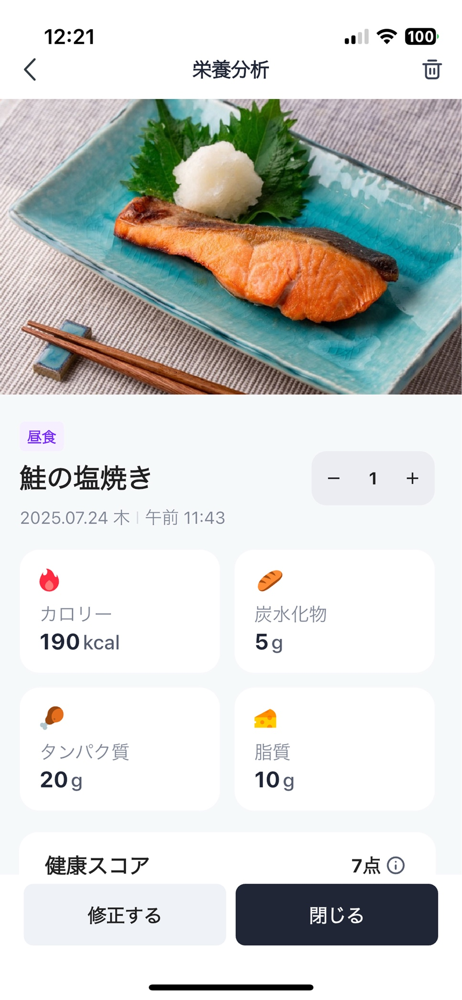 12:21
100
栄養分析
昼食
鮭の塩焼き
1
2025.07.24 木 | 午前 11:43
カロリー
190 kcal
炭水化物
5 g
タンパク質
20 g
脂質
10 g
健康スコア
7点
修正する
閉じる